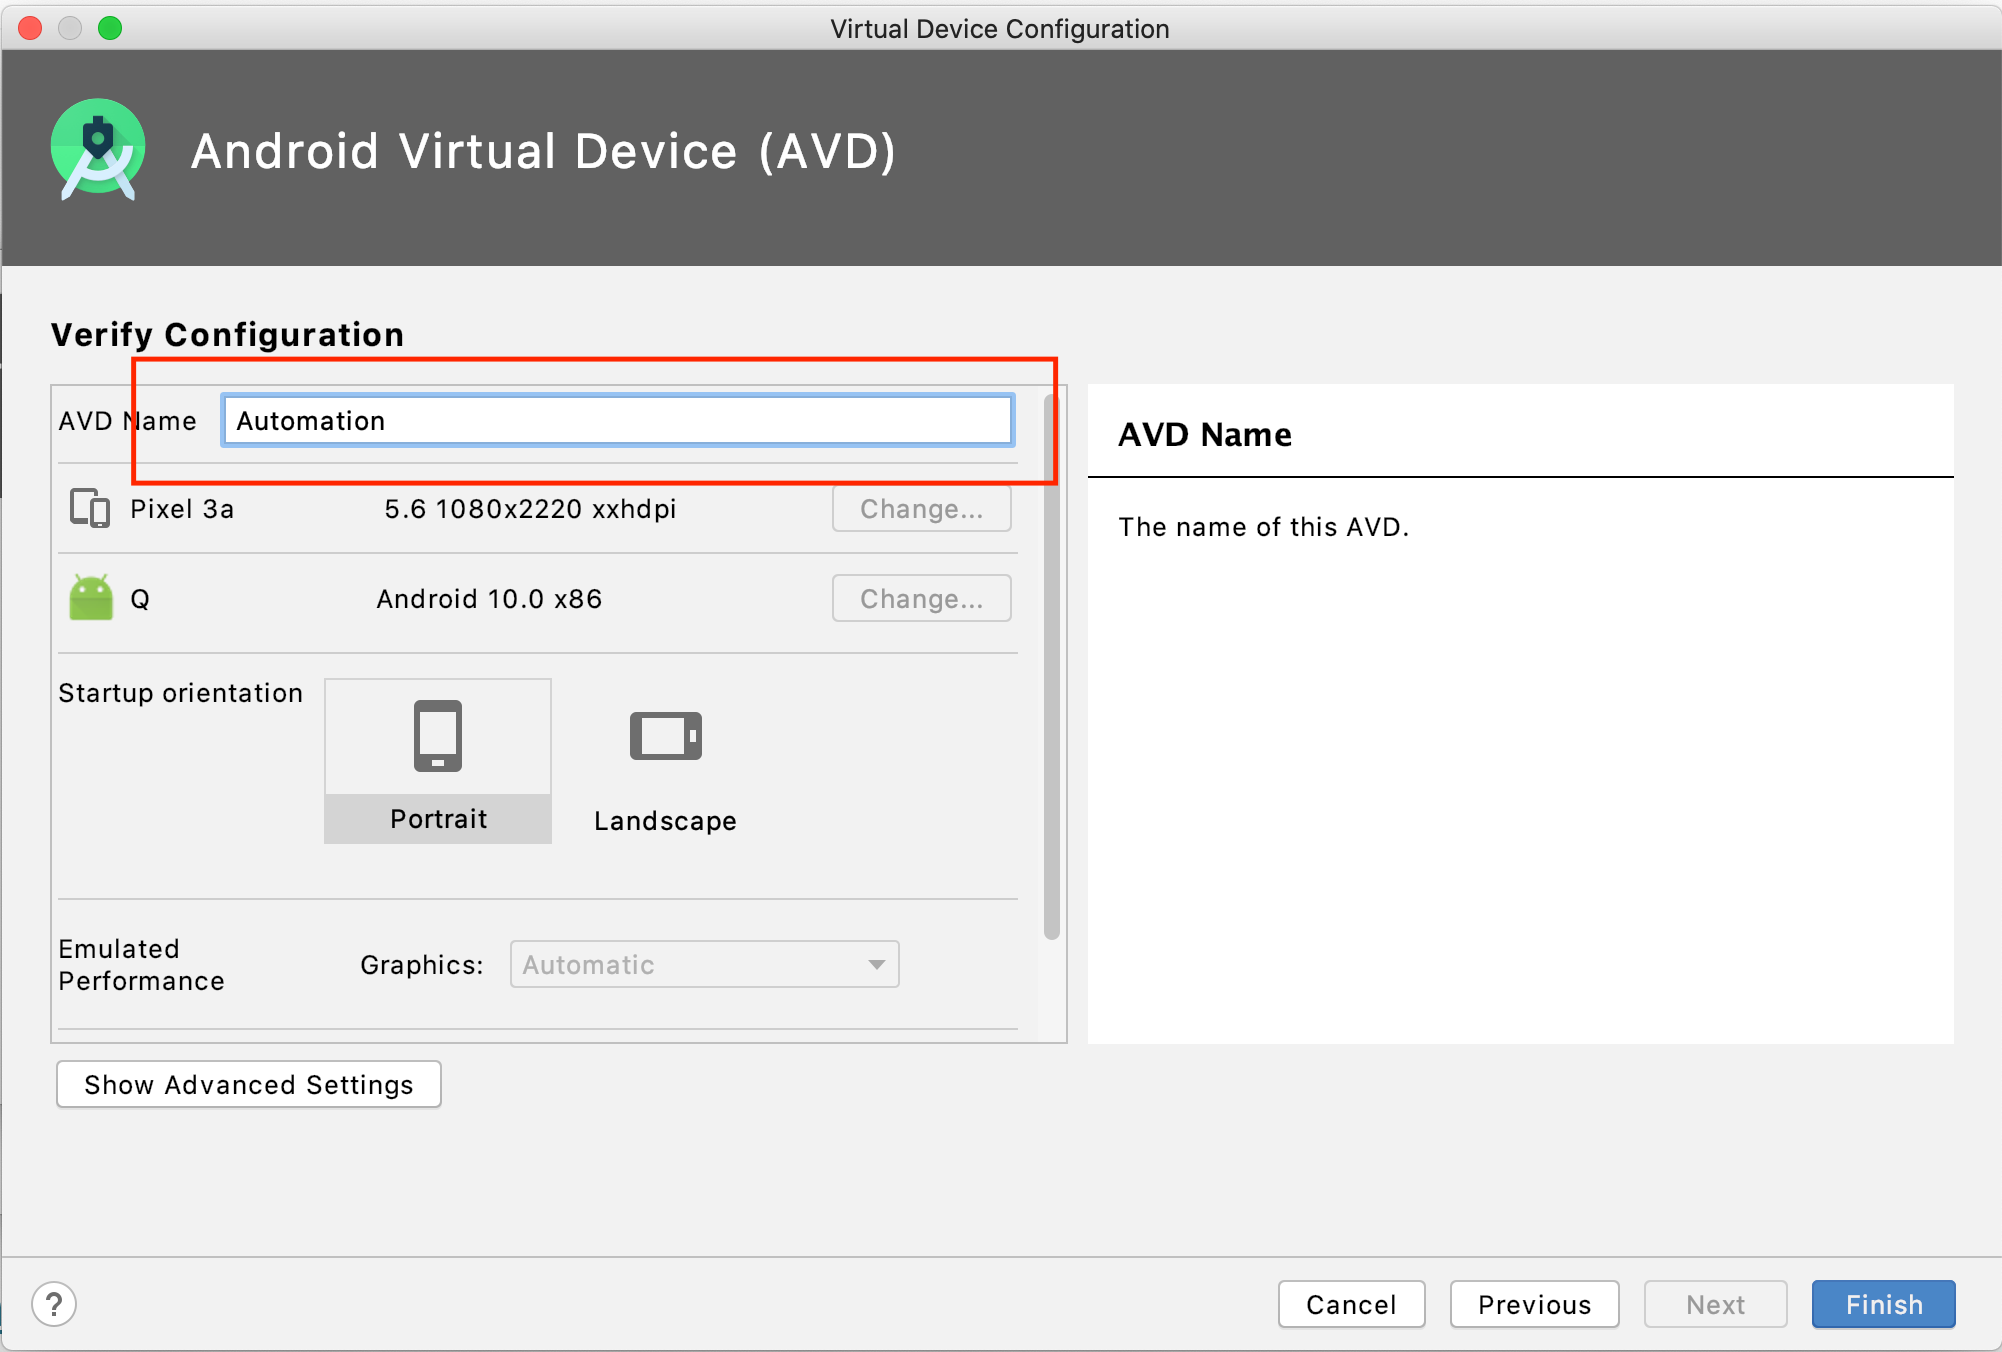 Virtual Device Configuration
Android Virtual Device (AVD)
Verify Configuration
AVD Name Automation
Pixel 3a 5.6 1080x2220 xxhdpi Change...
Q Android 10.0 x86 Change...
Startup orientation
Portrait
Landscape
Emulated
Performance
Graphics: Automatic
Show Advanced Settings
AVD Name
The name of this AVD.
? Cancel Previous Next Finish